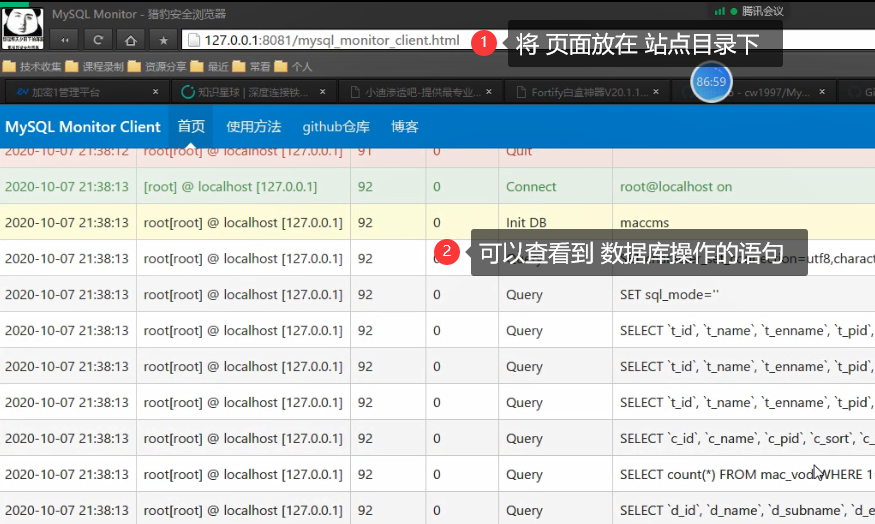 MySQL Monitor - 猎豹安全浏览器
腾讯会议
127.0.0.1:8081/mysql_monitor_client.html
1 将 页面放在 站点目录下
技术收集 课程录制 资源分享 最近 常看 个人
86:59
加密1管理平台 × 知识星球 | 深度连接铁... × 小迪渗透吧-提供最专业... × Fortify白盒神器V20.1.1... × - cw1997/My... × Gi
MySQL Monitor Client 首页 使用方法 github仓库 博客
2020-10-07 21:38:12 root[root] @ localhost [127.0.0.1] 91 0 Quit
2020-10-07 21:38:13 [root] @ localhost [127.0.0.1] 92 0 Connect root@localhost on
2020-10-07 21:38:13 root[root] @ localhost [127.0.0.1] 92 0 Init DB maccms
2 可以查看到 数据库操作的语句
2020-10-07 21:38:13 root[root] @ localhost [127.0.0.1] 92 0 =utf8,charact
2020-10-07 21:38:13 root[root] @ localhost [127.0.0.1] 92 0 Query SET sql_mode=''
2020-10-07 21:38:13 root[root] @ localhost [127.0.0.1] 92 0 Query SELECT `t_id`, `t_name`, `t_enname`, `t_pid`,
2020-10-07 21:38:13 root[root] @ localhost [127.0.0.1] 92 0 Query SELECT `t_id`, `t_name`, `t_enname`, `t_pid`,
2020-10-07 21:38:13 root[root] @ localhost [127.0.0.1] 92 0 Query SELECT `t_id`, `t_name`, `t_enname`, `t_pid`,
2020-10-07 21:38:13 root[root] @ localhost [127.0.0.1] 92 0 Query SELECT `c_id`, `c_name`, `c_pid`, `c_sort`, `c_
2020-10-07 21:38:13 root[root] @ localhost [127.0.0.1] 92 0 Query SELECT count(*) FROM mac_vod WHERE 1
2020-10-07 21:38:13 root[root] @ localhost [127.0.0.1] 92 0 Query SELECT `d_id`, `d_name`, `d_subname`, `d_e